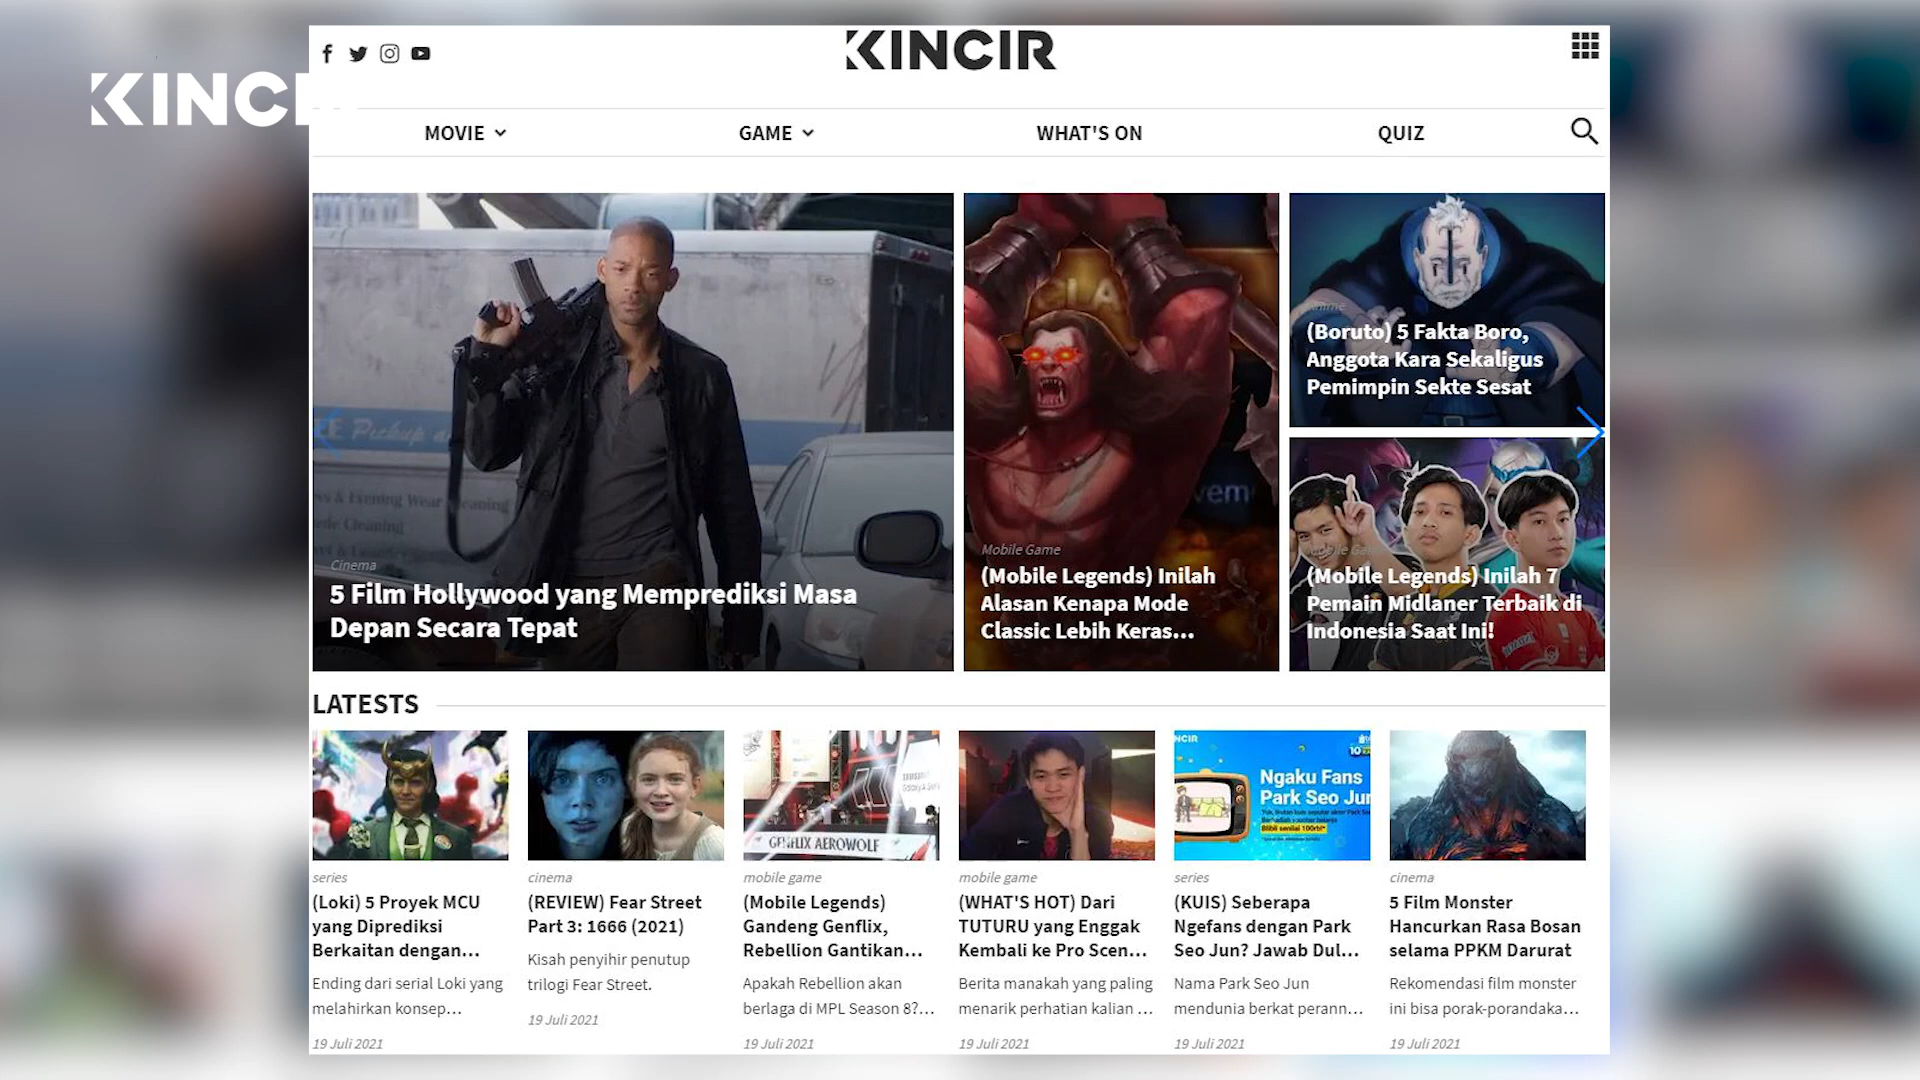 KINCIR
KINCI
MOVIE
GAME
WHAT'S ON
QUIZ
Cinema
5 Film Hollywood yang Memprediksi Masa
Depan Secara Tepat
Mobile Game
(Mobile Legends) Inilah
Alasan Kenapa Mode
Classic Lebih Keras...
Anime
(Boruto) 5 Fakta Boro,
Anggota Kara Sekaligus
Pemimpin Sekte Sesat
Mobile Game
(Mobile Legends) Inilah 7
Pemain Midlaner Terbaik di
Indonesia Saat Ini!
LATESTS
series
(Loki) 5 Proyek MCU
yang Diprediksi
Berkaitan dengan...
Ending dari serial Loki yang
melahirkan konsep...
19 Juli 2021
cinema
(REVIEW) Fear Street
Part 3: 1666 (2021)
Kisah penyihir penutup
trilogi Fear Street.
19 Juli 2021
GENFLIX AEROWOLF
mobile game
(Mobile Legends)
Gandeng Genflix,
Rebellion Gantikan...
Apakah Rebellion akan
berlaga di MPL Season 8?...
19 Juli 2021
mobile game
(WHAT'S HOT) Dari
TUTURU yang Enggak
Kembali ke Pro Scen...
Berita manakah yang paling
menarik perhatian kalian ...
19 Juli 2021
Ngaku Fans
Park Seo Jun
series
(KUIS) Seberapa
Ngefans dengan Park
Seo Jun? Jawab Dul...
Nama Park Seo Jun
mendunia berkat perann...
19 Juli 2021
cinema
5 Film Monster
Hancurkan Rasa Bosan
selama PPKM Darurat
Rekomendasi film monster
ini bisa porak-porandaka...
19 Juli 2021